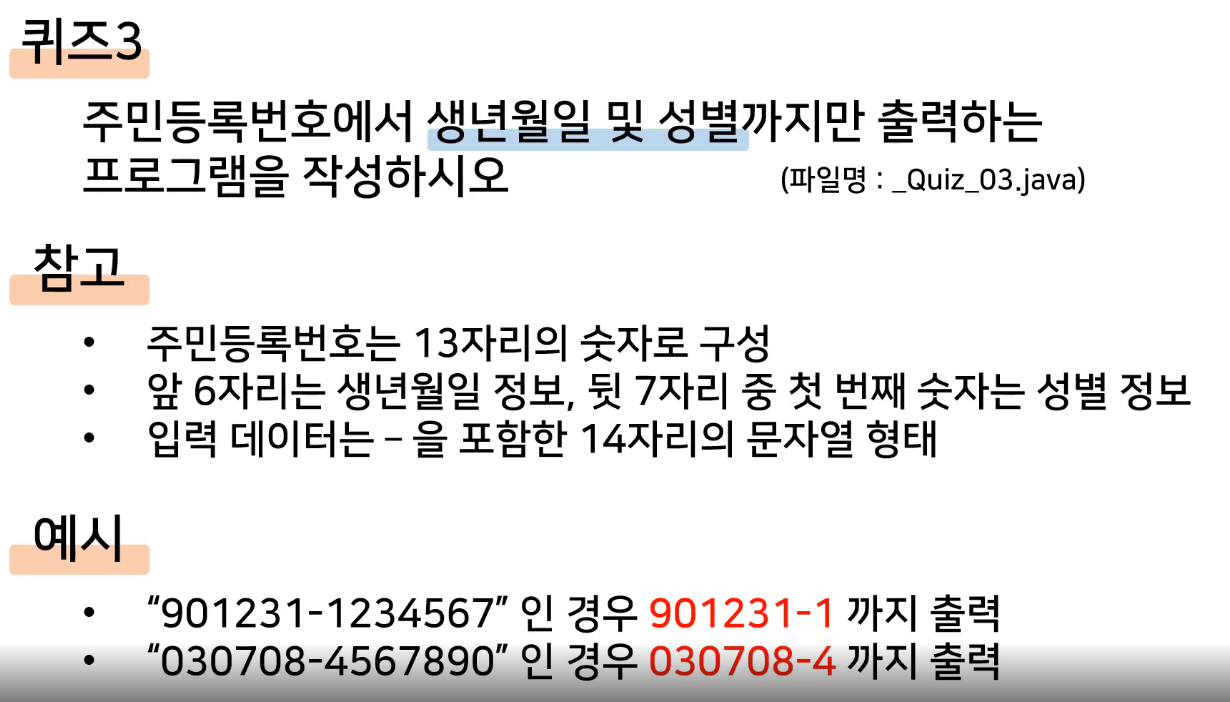 퀴즈3
주민등록번호에서 생년월일 및 성별까지만 출력하는
프로그램을 작성하시오
(파일명 : _Quiz_03.java)
참고
• 주민등록번호는 13자리의 숫자로 구성
• 앞 6자리는 생년월일 정보, 뒷 7자리 중 첫 번째 숫자는 성별 정보
• 입력 데이터는 – 을 포함한 14자리의 문자열 형태
예시
• “901231-1234567” 인 경우 901231-1 까지 출력
• “030708-4567890” 인 경우 030708-4 까지 출력